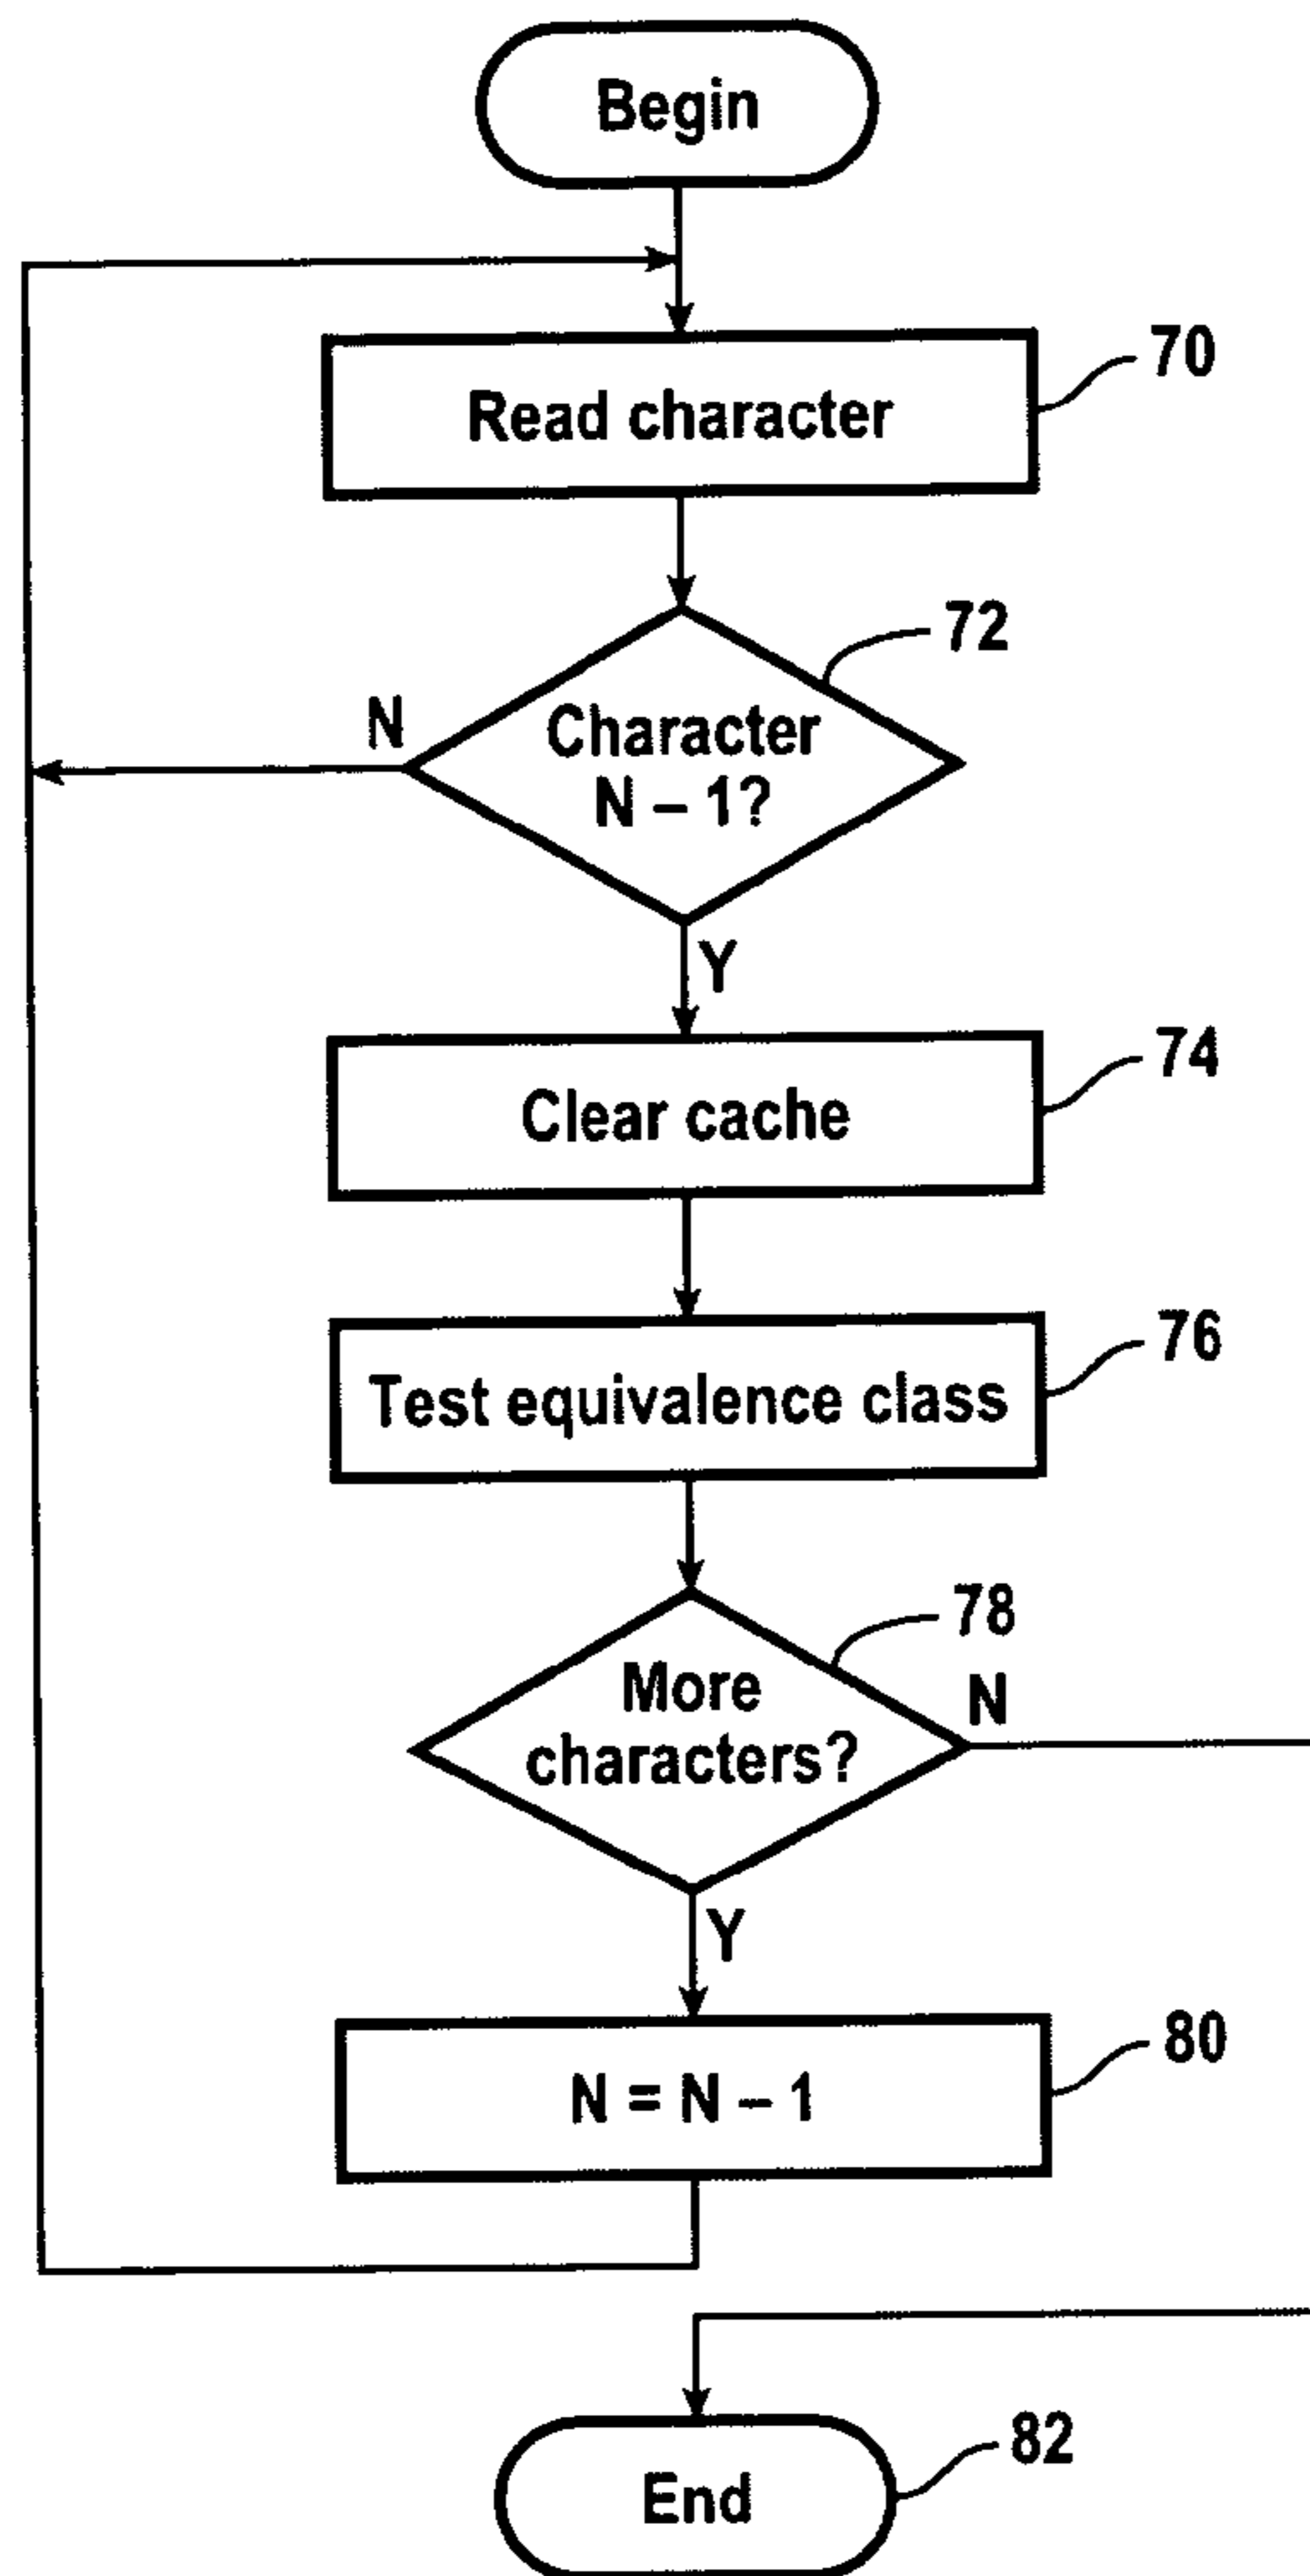 Begin
Read character
70
72
N
Character
N – 1?
Y
74
Clear cache
76
Test equivalence class
78
More
characters?
N
Y
80
N = N – 1
82
End